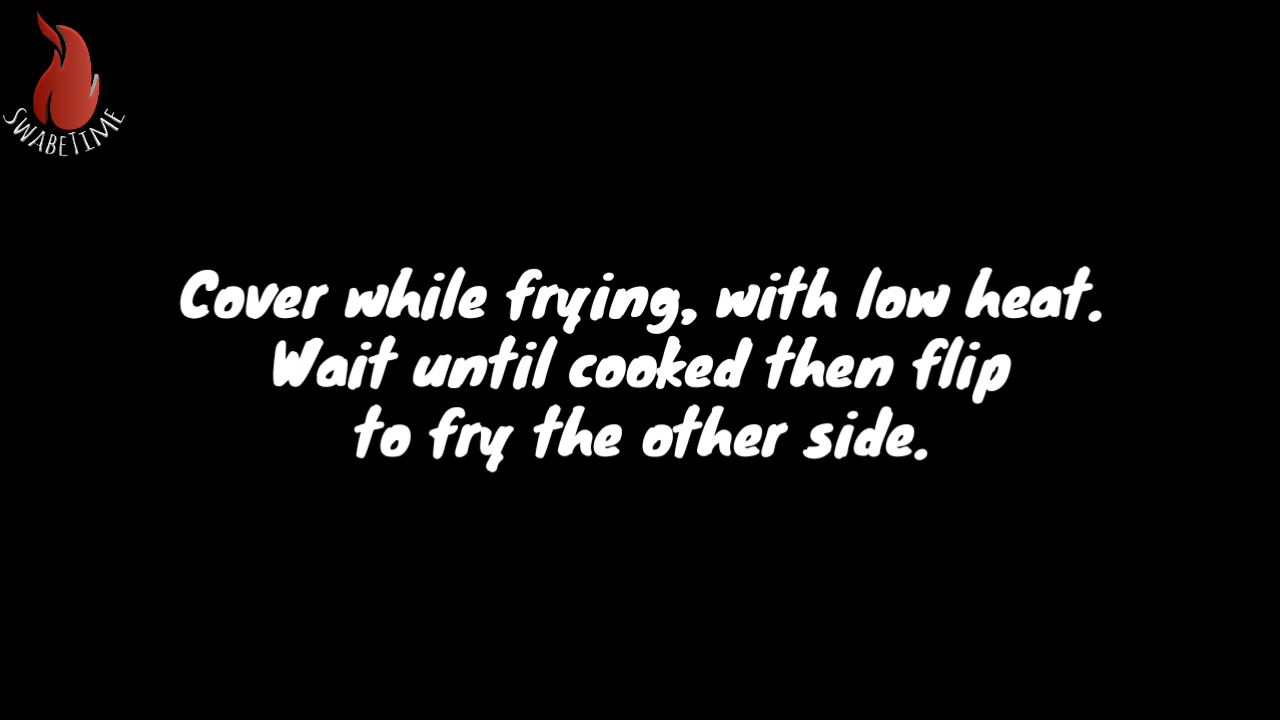 SWABETIME
Cover while frying, with low heat.
Wait until cooked then flip
to fry the other side.